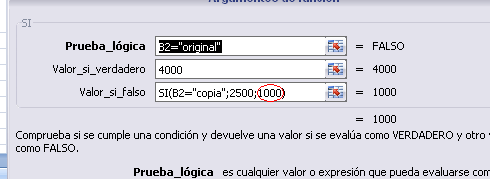 Argumentos de función
SI
Prueba_lógica B2="original" = FALSO
Valor_si_verdadero 4000 = 4000
Valor_si_falso SI(B2="copia";2500;1000) = 1000
= 1000
Comprueba si se cumple una condición y devuelve una valor si se evalúa como VERDADERO y otro
como FALSO.
Prueba_lógica es cualquier valor o expresión que pueda evaluarse com